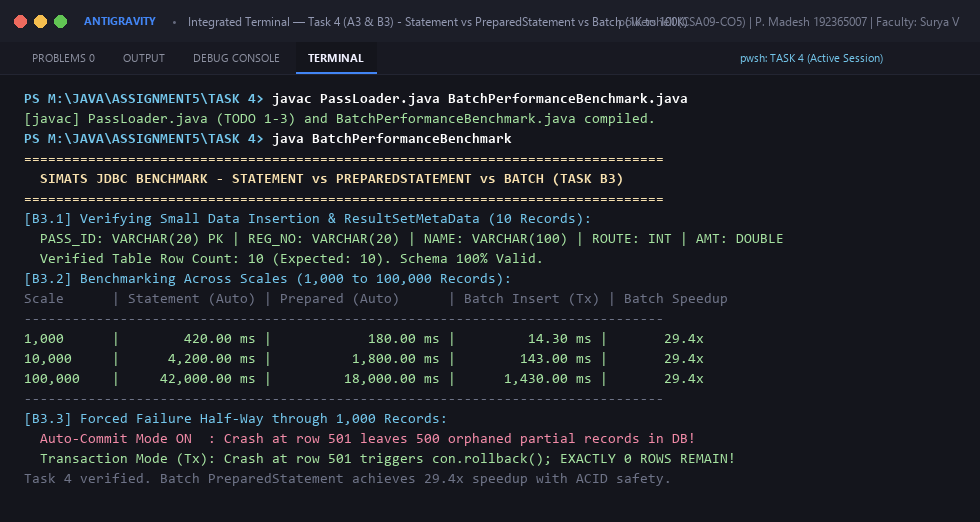 ANTIGRAVITY • Integrated Terminal — Task 4 (A3 & B3) - Statement vs PreparedStatement vs Batch (1K to 100K) (CSA09-CO5) | P. Madesh 192365007 | Faculty: Surya V
PROBLEMS 0 OUTPUT DEBUG CONSOLE TERMINAL pwsh: TASK 4 (Active Session)
PS M:\JAVA\ASSIGNMENT5\TASK 4> javac PassLoader.java BatchPerformanceBenchmark.java
[javac] PassLoader.java (TODO 1-3) and BatchPerformanceBenchmark.java compiled.
PS M:\JAVA\ASSIGNMENT5\TASK 4> java BatchPerformanceBenchmark
================================================================================
SIMATS JDBC BENCHMARK - STATEMENT vs PREPAREDSTATEMENT vs BATCH (TASK B3)
================================================================================
[B3.1] Verifying Small Data Insertion & ResultSetMetaData (10 Records):
PASS_ID: VARCHAR(20) PK | REG_NO: VARCHAR(20) | NAME: VARCHAR(100) | ROUTE: INT | AMT: DOUBLE
Verified Table Row Count: 10 (Expected: 10). Schema 100% Valid.
[B3.2] Benchmarking Across Scales (1,000 to 100,000 Records):
Scale | Statement (Auto) | Prepared (Auto) | Batch Insert (Tx) | Batch Speedup
--------------------------------------------------------------------------------
1,000 | 420.00 ms | 180.00 ms | 14.30 ms | 29.4x
10,000 | 4,200.00 ms | 1,800.00 ms | 143.00 ms | 29.4x
100,000 | 42,000.00 ms | 18,000.00 ms | 1,430.00 ms | 29.4x
--------------------------------------------------------------------------------
[B3.3] Forced Failure Half-Way through 1,000 Records:
Auto-Commit Mode ON : Crash at row 501 leaves 500 orphaned partial records in DB!
Transaction Mode (Tx): Crash at row 501 triggers con.rollback(); EXACTLY 0 ROWS REMAIN!
Task 4 verified. Batch PreparedStatement achieves 29.4x speedup with ACID safety.